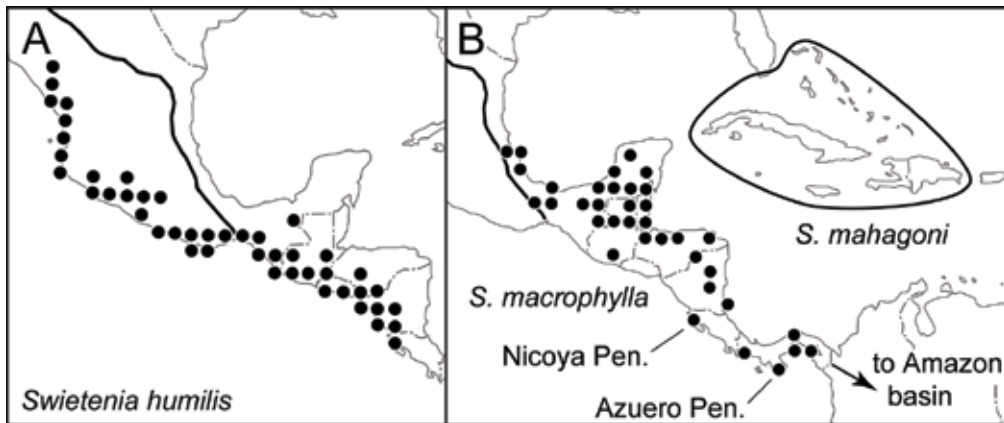 A
Swietenia humilis
B
S. mahagoni
S. macrophylla
Nicoya Pen.
Azuero Pen.
to Amazon
basin